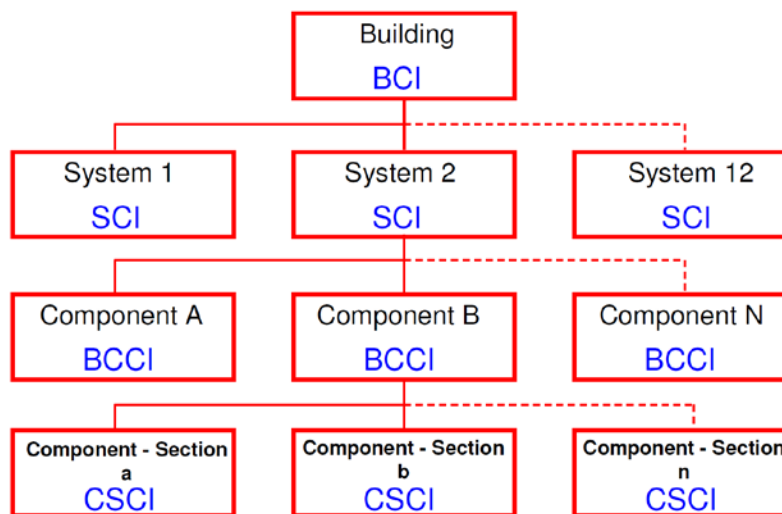 Building
BCI
System 1
SCI
System 2
SCI
System 12
SCI
Component A
BCCI
Component B
BCCI
Component N
BCCI
Component - Section
a
CSCI
Component - Section
b
CSCI
Component - Section
n
CSCI